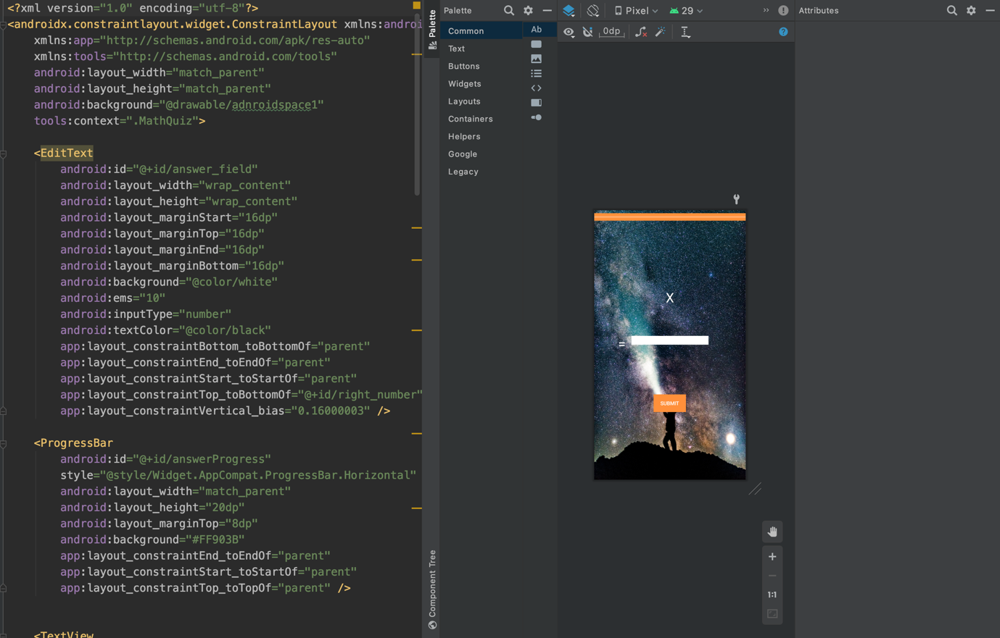 <?xml version="1.0" encoding="utf-8"?>
<androidx.constraintlayout.widget.ConstraintLayout xmlns:androi
xmlns:app="http://schemas.android.com/apk/res-auto"
xmlns:tools="http://schemas.android.com/tools"
android:layout_width="match_parent"
android:layout_height="match_parent"
android:background="@drawable/adnroidspace1"
tools:context=".MathQuiz">
<EditText
android:id="@+id/answer_field"
android:layout_width="wrap_content"
android:layout_height="wrap_content"
android:layout_marginStart="16dp"
android:layout_marginTop="16dp"
android:layout_marginEnd="16dp"
android:layout_marginBottom="16dp"
android:background="@color/white"
android:ems="10"
android:inputType="number"
android:textColor="@color/black"
app:layout_constraintBottom_toBottomOf="parent"
app:layout_constraintEnd_toEndOf="parent"
app:layout_constraintStart_toStartOf="parent"
app:layout_constraintTop_toBottomOf="@+id/right_number"
app:layout_constraintVertical_bias="0.16000003" />
<ProgressBar
android:id="@+id/answerProgress"
style="@style/Widget.AppCompat.ProgressBar.Horizontal"
android:layout_width="match_parent"
android:layout_height="20dp"
android:layout_marginTop="8dp"
android:background="#FF903B"
app:layout_constraintEnd_toEndOf="parent"
app:layout_constraintStart_toStartOf="parent"
app:layout_constraintTop_toTopOf="parent" />
<TextView
Palette
Component Tree
Palette
Common
Text
Buttons
Widgets
Layouts
Containers
Helpers
Google
Legacy
Ab
Pixel
29
0dp
X
=
SUBMIT
1:1
Attributes